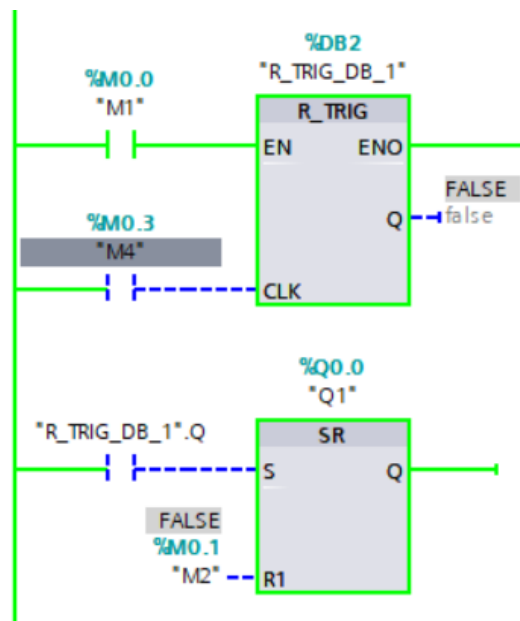 %DB2
"R_TRIG_DB_1"
%M0.0
"M1"
R_TRIG
EN ENO
FALSE
%M0.3
Q false
"M4"
CLK
%Q0.0
"Q1"
"R_TRIG_DB_1".Q
SR
S Q
FALSE
%M0.1
"M2" R1